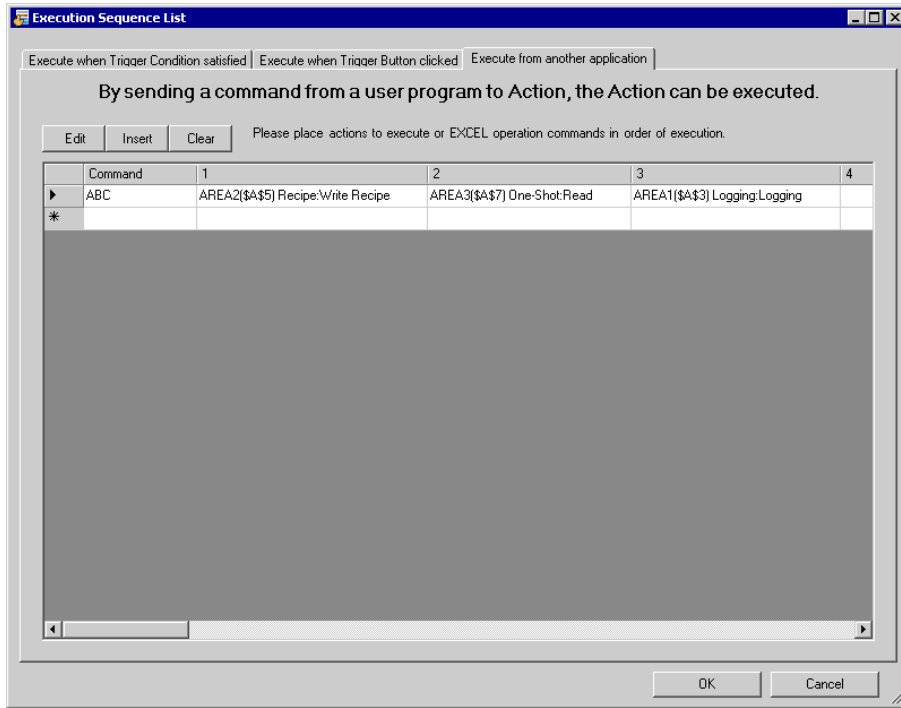 Execution Sequence List
Execute when Trigger Condition satisfied Execute when Trigger Button clicked Execute from another application
By sending a command from a user program to Action, the Action can be executed.
Edit Insert Clear Please place actions to execute or EXCEL operation commands in order of execution.
Command 1 2 3 4
ABC AREA2($A$5) Recipe:Write Recipe AREA3($A$7) One-Shot:Read AREA1($A$3) Logging:Logging
OK Cancel